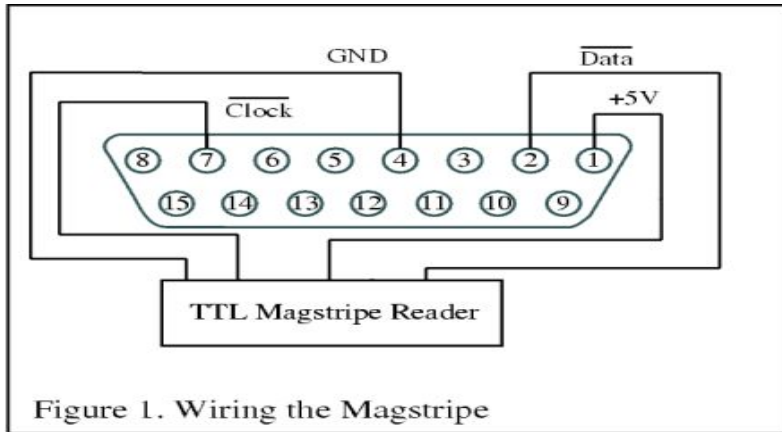 GND
Data
+5V
Clock
8 7 6 5 4 3 2 1
15 14 13 12 11 10 9
TTL Magstripe Reader
Figure 1. Wiring the Magstripe